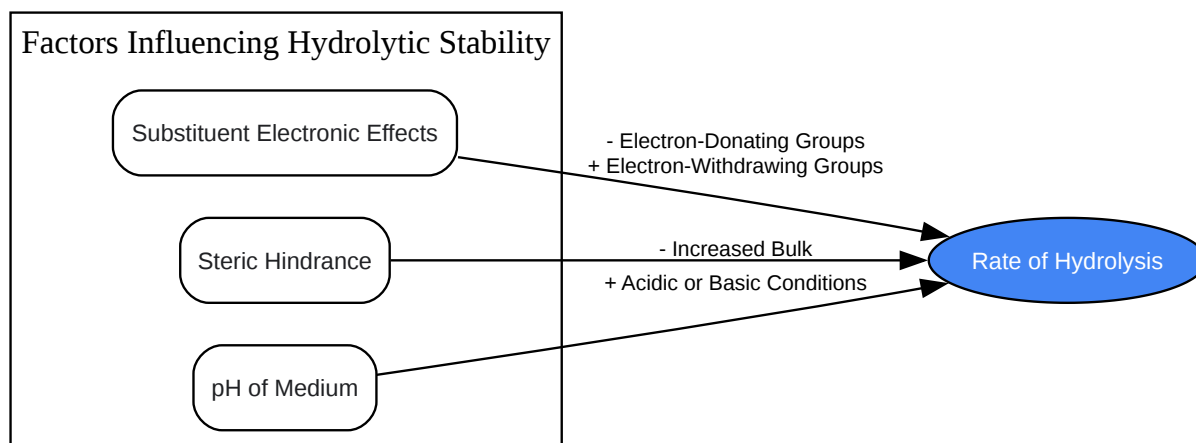 Factors Influencing Hydrolytic Stability
Substituent Electronic Effects
- Electron-Donating Groups
+ Electron-Withdrawing Groups
Steric Hindrance
- Increased Bulk
Rate of Hydrolysis
+ Acidic or Basic Conditions
pH of Medium